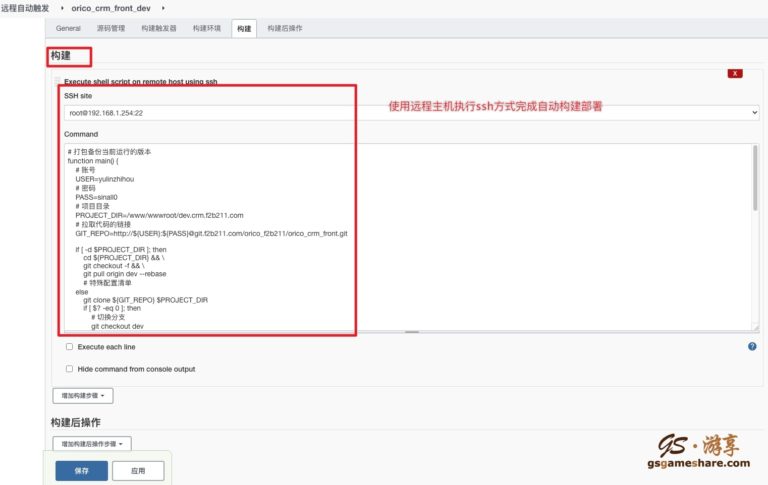 远程自动触发 orico_crm_front_dev
General 源码管理 构建触发器 构建环境 构建 构建后操作
构建
X
Execute shell script on remote host using ssh
SSH site
使用远程主机执行ssh方式完成自动构建部署
root@192.168.1.254:22
Command
# 打包备份当前运行的版本
function main() {
# 账号
USER=yulinzhihou
# 密码
PASS=sinall0
# 项目目录
PROJECT_DIR=/www/wwwroot/dev.crm.f2b211.com
# 拉取代码的链接
GIT_REPO=http://${USER}:${PASS}@git.f2b211.com/orico_f2b211/orico_crm_front.git
if [ -d $PROJECT_DIR ]; then
cd ${PROJECT_DIR} && \
git checkout -f && \
git pull origin dev --rebase
# 特殊配置清单
else
git clone ${GIT_REPO} $PROJECT_DIR
if [ $? -eq 0 ]; then
# 切换分支
git checkout dev
Execute each line
?
Hide command from console output
增加构建步骤
构建后操作
增加构建后操作步骤
保存 应用
GS·游享
gsgameshare.com